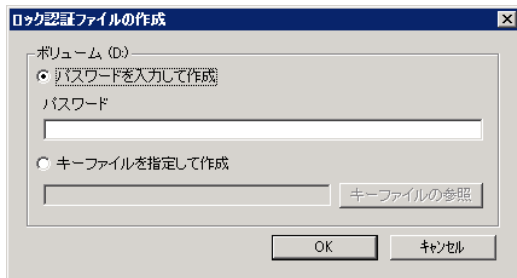 ロック認証ファイルの作成
ボリューム (D:)
パスワードを入力して作成
パスワード
キーファイルを指定して作成
キーファイルの参照
OK キャンセル